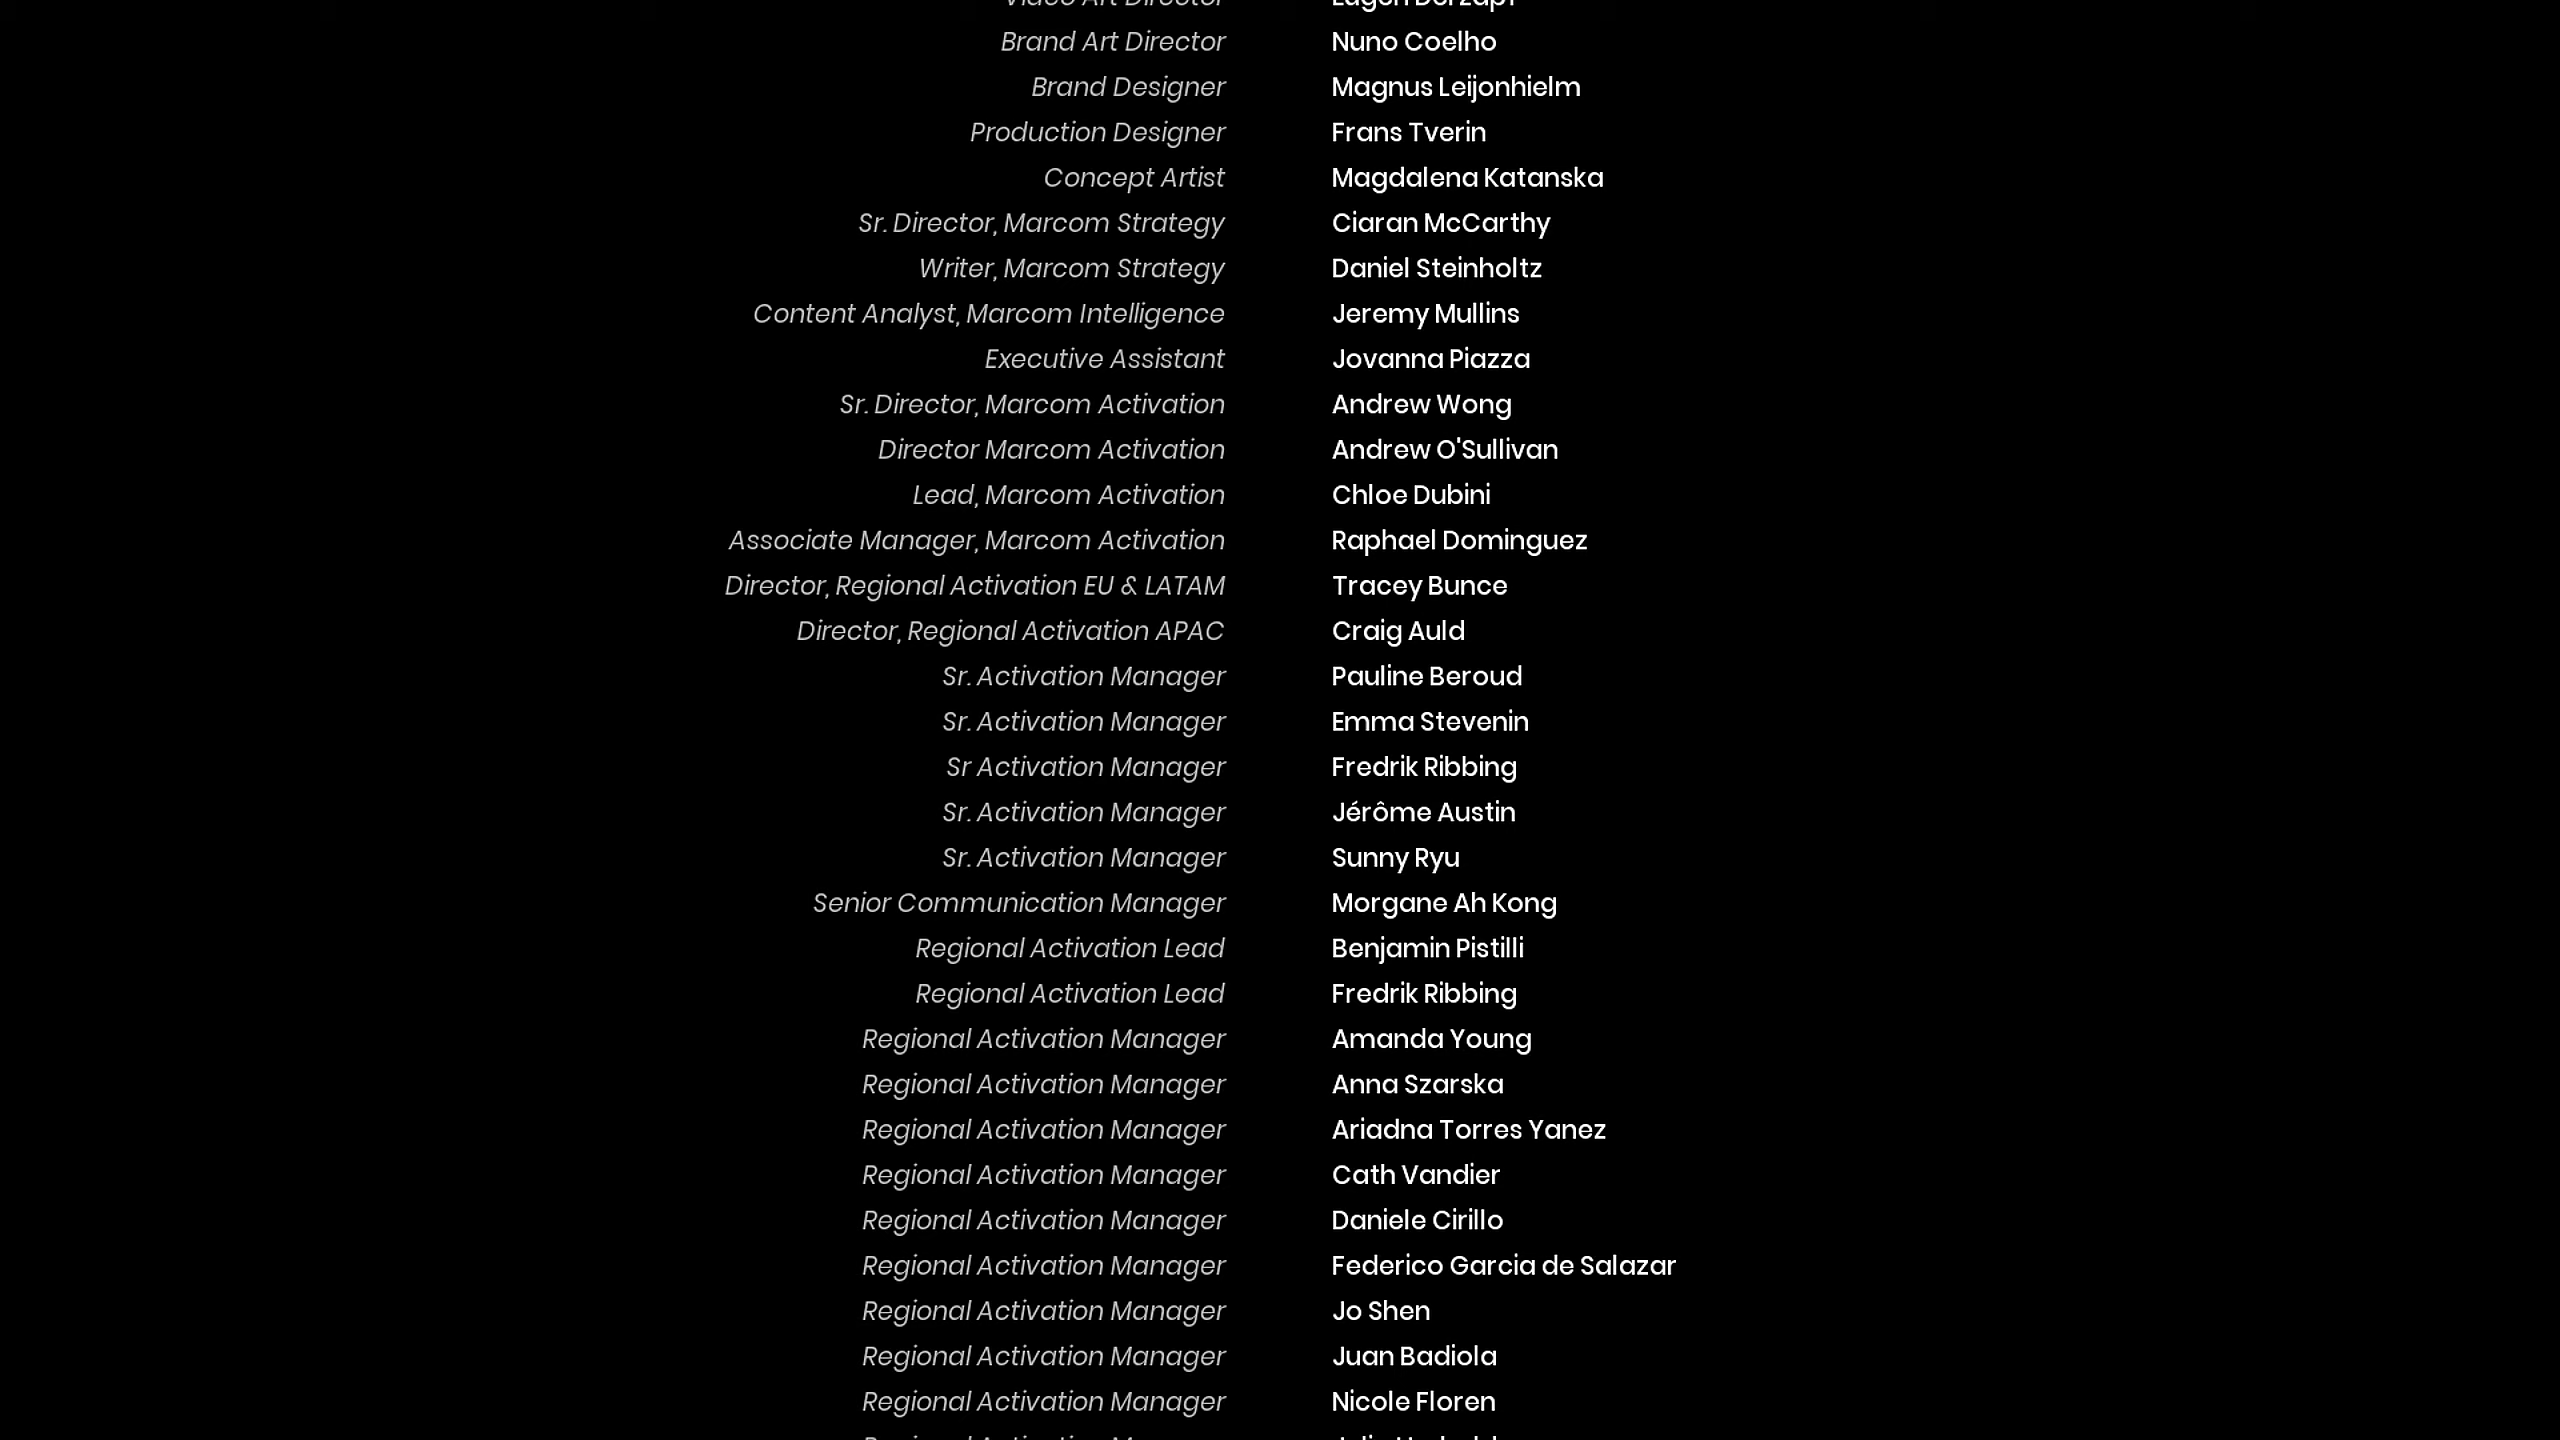 Brand Art Director Nuno Coelho
Brand Designer Magnus Leijonhielm
Production Designer Frans Tverin
Concept Artist Magdalena Katanska
Sr. Director, Marcom Strategy Ciaran McCarthy
Writer, Marcom Strategy Daniel Steinholtz
Content Analyst, Marcom Intelligence Jeremy Mullins
Executive Assistant Jovanna Piazza
Sr. Director, Marcom Activation Andrew Wong
Director Marcom Activation Andrew O'Sullivan
Lead, Marcom Activation Chloe Dubini
Associate Manager, Marcom Activation Raphael Dominguez
Director, Regional Activation EU & LATAM Tracey Bunce
Director, Regional Activation APAC Craig Auld
Sr. Activation Manager Pauline Beroud
Sr. Activation Manager Emma Stevenin
Sr Activation Manager Fredrik Ribbing
Sr. Activation Manager Jérôme Austin
Sr. Activation Manager Sunny Ryu
Senior Communication Manager Morgane Ah Kong
Regional Activation Lead Benjamin Pistilli
Regional Activation Lead Fredrik Ribbing
Regional Activation Manager Amanda Young
Regional Activation Manager Anna Szarska
Regional Activation Manager Ariadna Torres Yanez
Regional Activation Manager Cath Vandier
Regional Activation Manager Daniele Cirillo
Regional Activation Manager Federico Garcia de Salazar
Regional Activation Manager Jo Shen
Regional Activation Manager Juan Badiola
Regional Activation Manager Nicole Floren